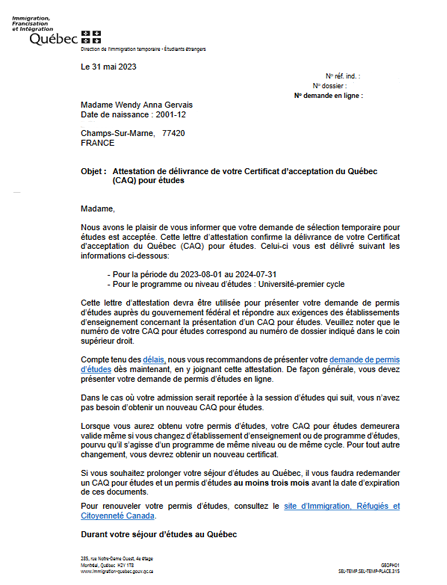 Immigration,
Francisation
et Intégration
Québec
Direction de l'immigration temporaire - Étudiants étrangers
Le 31 mai 2023
N° réf. ind. :
N° dossier :
N° demande en ligne :
Madame Wendy Anna Gervais
Date de naissance : 2001-12
Champs-Sur-Marne, 77420
FRANCE
Objet : Attestation de délivrance de votre Certificat d'acceptation du Québec
(CAQ) pour études
Madame,
Nous avons le plaisir de vous informer que votre demande de sélection temporaire pour
études est acceptée. Cette lettre d'attestation confirme la délivrance de votre Certificat
d'acceptation du Québec (CAQ) pour études. Celui-ci vous est délivré suivant les
informations ci-dessous:
- Pour la période du 2023-08-01 au 2024-07-31
- Pour le programme ou niveau d'études : Université-premier cycle
Cette lettre d'attestation devra être utilisée pour présenter votre demande de permis
d'études auprès du gouvernement fédéral et répondre aux exigences des établissements
d'enseignement concernant la présentation d'un CAQ pour études. Veuillez noter que le
numéro de votre CAQ pour études correspond au numéro de dossier indiqué dans le coin
supérieur droit.
Compte tenu des délais, nous vous recommandons de présenter votre demande de permis
d'études dès maintenant, en y joignant cette attestation. De façon générale, vous devez
présenter votre demande de permis d'études en ligne.
Dans le cas où votre admission serait reportée à la session d'études qui suit, vous n'avez
pas besoin d'obtenir un nouveau CAQ pour études.
Lorsque vous aurez obtenu votre permis d'études, votre CAQ pour études demeurera
valide même si vous changez d'établissement d'enseignement ou de programme d'études,
pourvu qu'il s'agisse d'un programme de même niveau ou de même cycle. Pour tout autre
changement, vous devrez obtenir un nouveau certificat.
Si vous souhaitez prolonger votre séjour d'études au Québec, il vous faudra redemander
un CAQ pour études et un permis d'études au moins trois mois avant la date d'expiration
de ces documents.
Pour renouveler votre permis d'études, consultez le site d'Immigration, Réfugiés et
Citoyenneté Canada.
Durant votre séjour d'études au Québec
285, rue Notre-Dame Ouest, 4e étage
Montréal, Québec H2Y 1T8
www.immigration-quebec.gouv.qc.ca
SEL-TEMP.SEL-TEMP-PLACE.21S